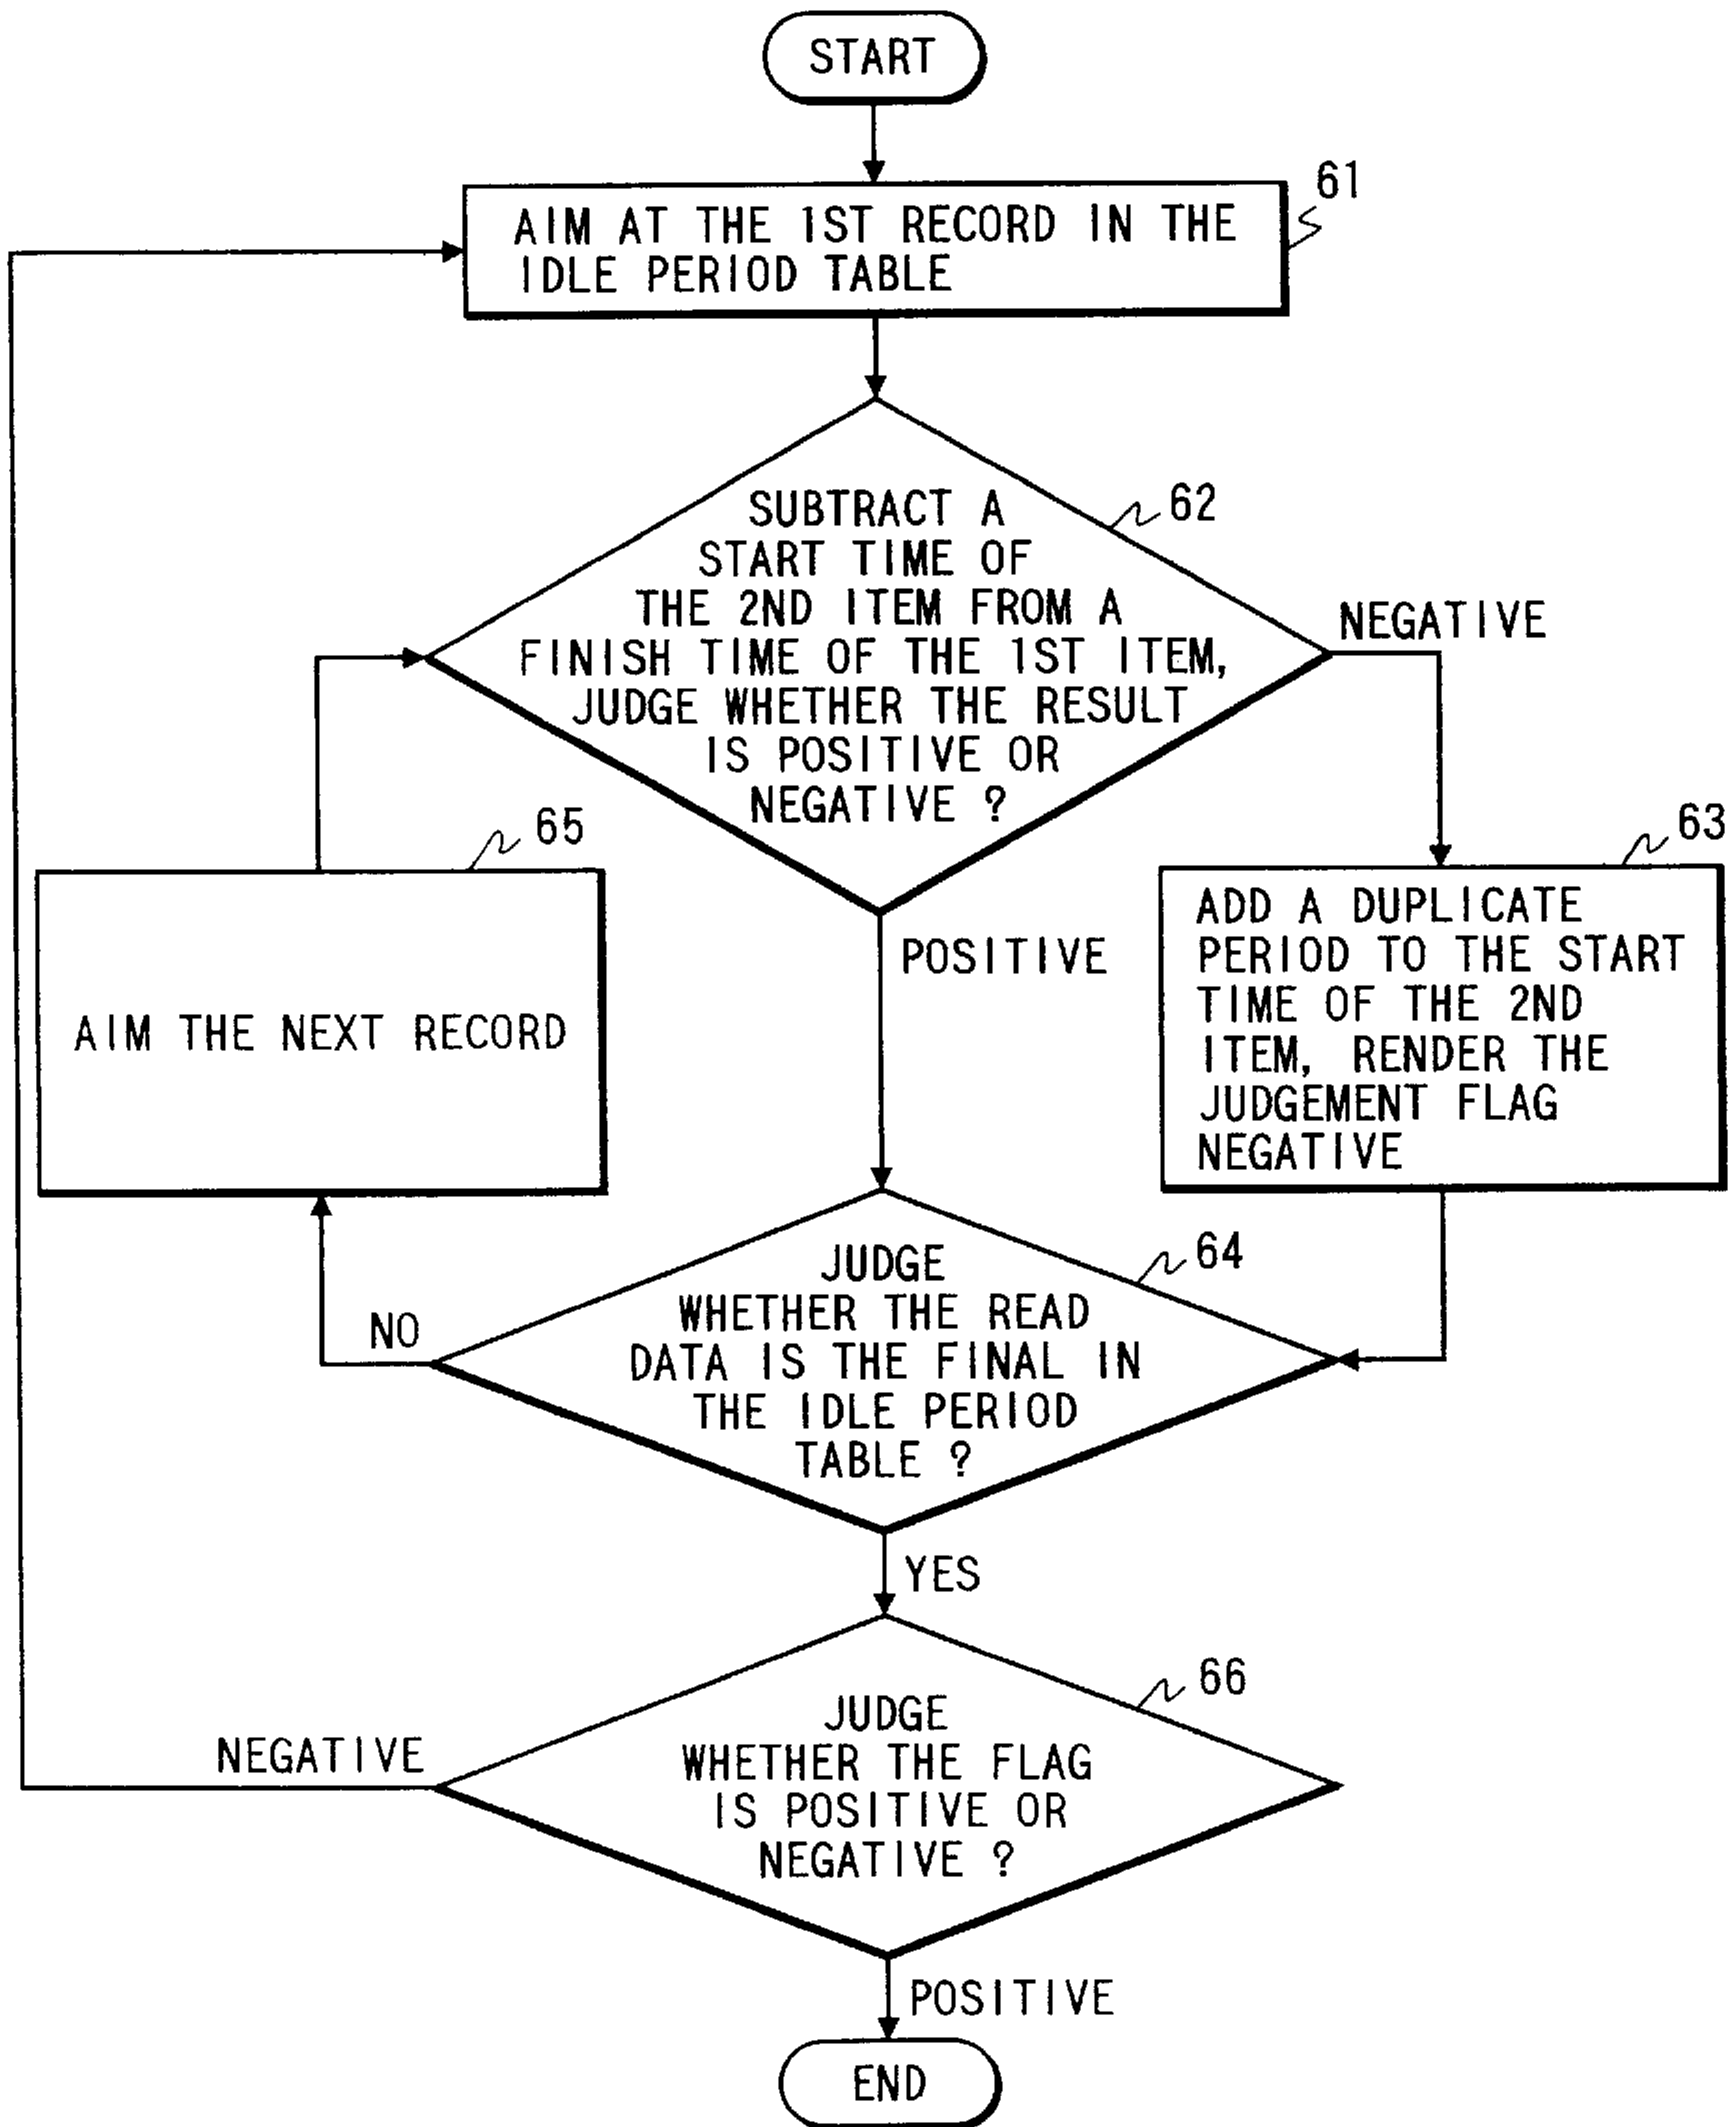 START
61
AIM AT THE 1ST RECORD IN THE
IDLE PERIOD TABLE
62
SUBTRACT A
START TIME OF
THE 2ND ITEM FROM A
FINISH TIME OF THE 1ST ITEM,
JUDGE WHETHER THE RESULT
IS POSITIVE OR
NEGATIVE ?
NEGATIVE
63
ADD A DUPLICATE
PERIOD TO THE START
TIME OF THE 2ND
ITEM, RENDER THE
JUDGEMENT FLAG
NEGATIVE
65
AIM THE NEXT RECORD
POSITIVE
64
JUDGE
WHETHER THE READ
DATA IS THE FINAL IN
THE IDLE PERIOD
TABLE ?
NO
YES
66
JUDGE
WHETHER THE FLAG
IS POSITIVE OR
NEGATIVE ?
NEGATIVE
POSITIVE
END